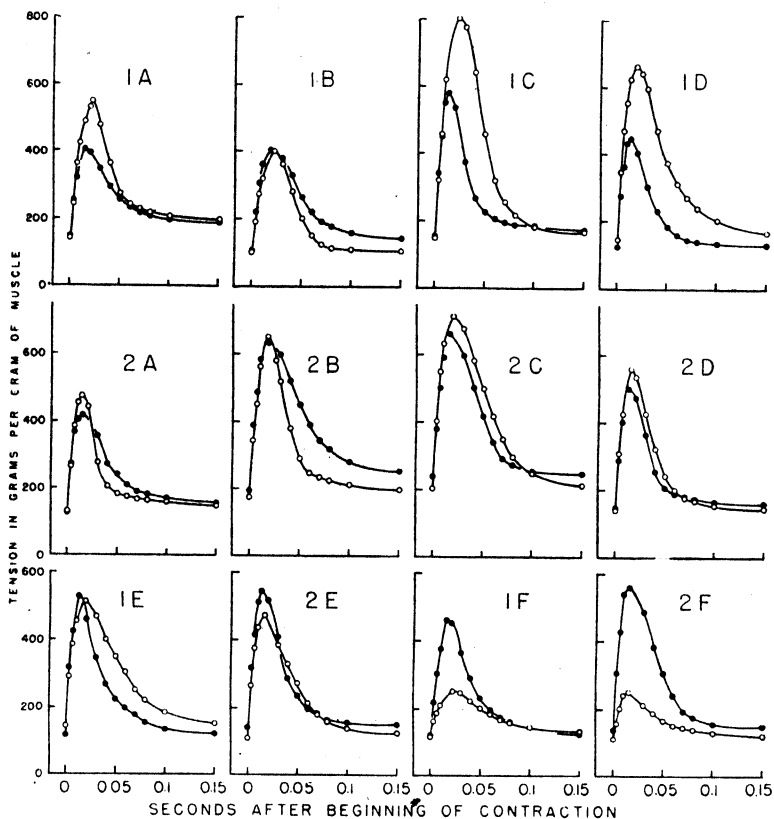 800
600
400
200
0
1A
1B
1C
1D
600
400
200
0
2A
2B
2C
2D
600
400
200
0
1E
2E
1F
2F
0 0.05 0.1 0.15
0 0.05 0.1 0.15
0 0.05 0.1 0.15
0 0.05 0.1 0.15
TENSION IN GRAMS PER GRAM OF MUSCLE
SECONDS AFTER BEGINNING OF CONTRACTION